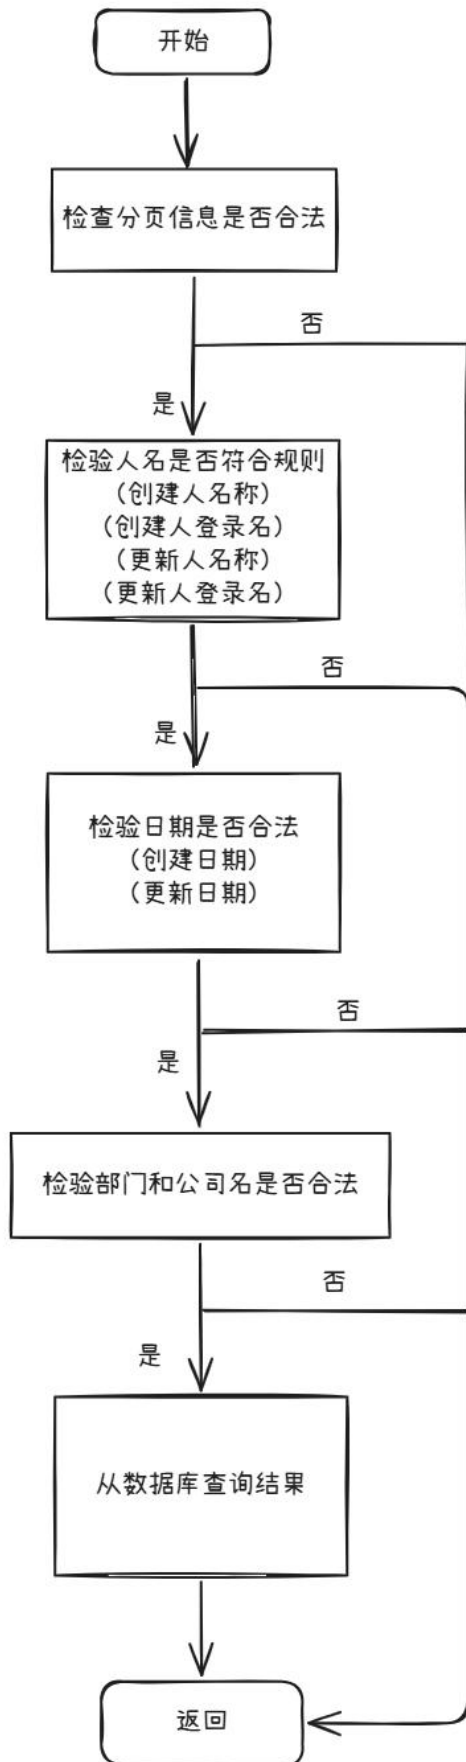 开始
检查分页信息是否合法
否
是
检验人名是否符合规则
(创建人名称)
(创建人登录名)
(更新人名称)
(更新人登录名)
否
是
检验日期是否合法
(创建日期)
(更新日期)
否
是
检验部门和公司名是否合法
否
是
从数据库查询结果
返回